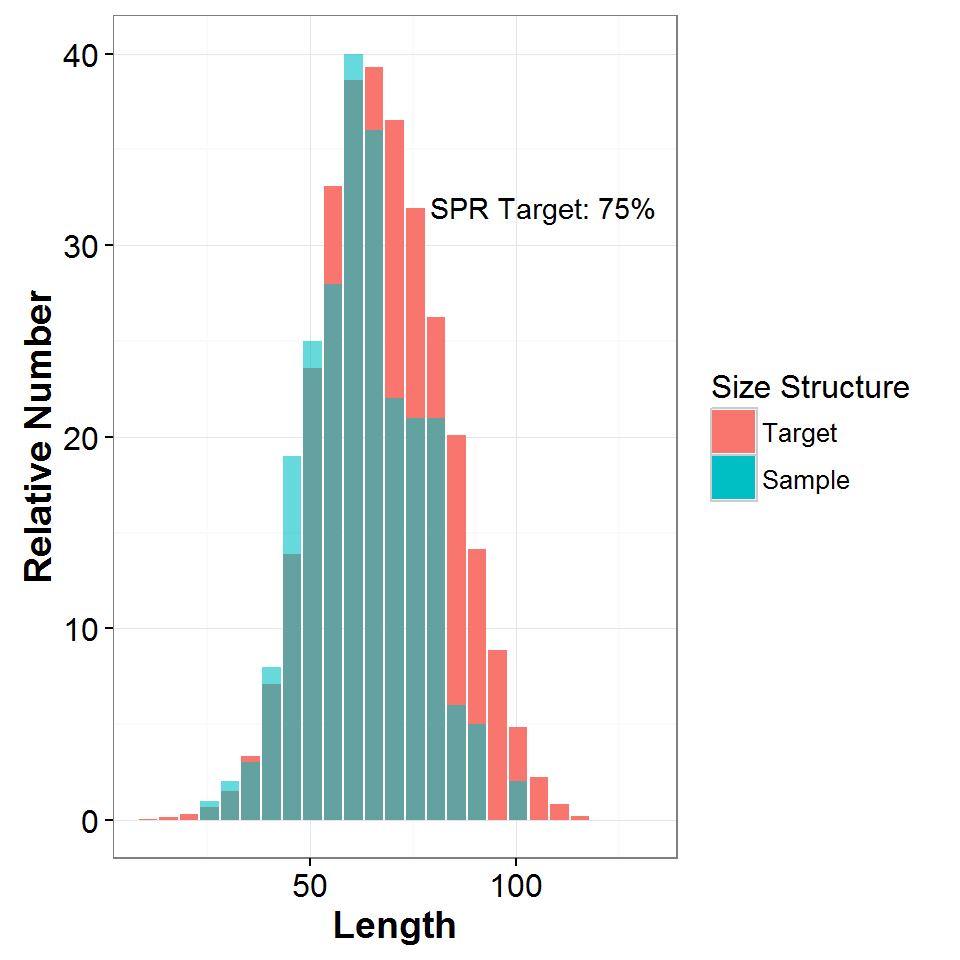 40
30
20
10
0
Relative Number
SPR Target: 75%
50
100
Length
Size Structure
Target
Sample